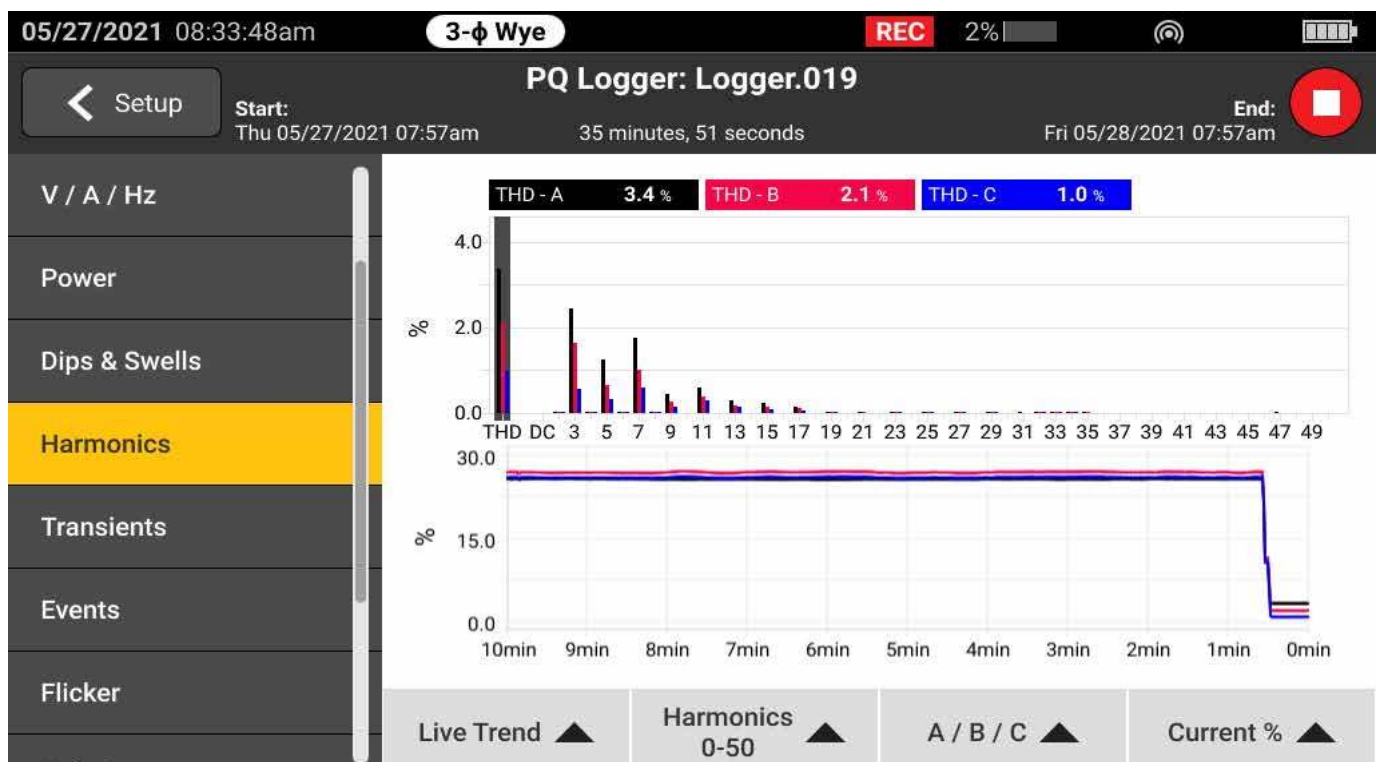 05/27/2021 08:33:48am 3-ϕ Wye REC 2%
Setup
PQ Logger: Logger.019
Start:
Thu 05/27/2021 07:57am
35 minutes, 51 seconds
End:
Fri 05/28/2021 07:57am
V / A / Hz
Power
Dips & Swells
Harmonics
Transients
Events
Flicker
THD - A 3.4 % THD - B 2.1 % THD - C 1.0 %
4.0
2.0
0.0
%
THD DC 3 5 7 9 11 13 15 17 19 21 23 25 27 29 31 33 35 37 39 41 43 45 47 49
30.0
15.0
0.0
%
10min 9min 8min 7min 6min 5min 4min 3min 2min 1min 0min
Live Trend
Harmonics
0-50
A / B / C
Current %